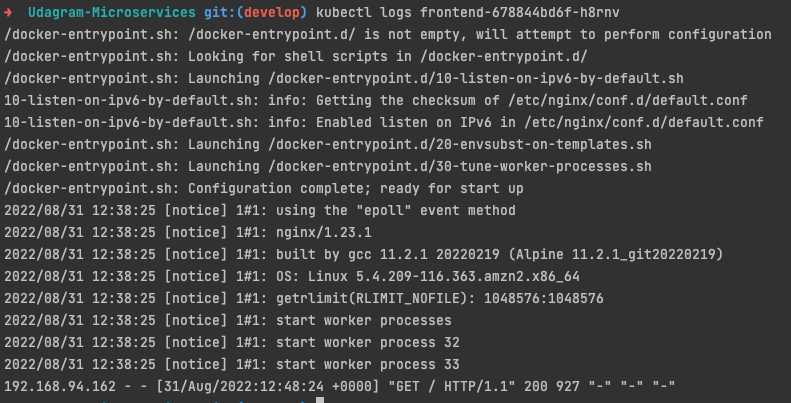 ➜ Udagram-Microservices git:(develop) kubectl logs frontend-678844bd6f-h8rnv
/docker-entrypoint.sh: /docker-entrypoint.d/ is not empty, will attempt to perform configuration
/docker-entrypoint.sh: Looking for shell scripts in /docker-entrypoint.d/
/docker-entrypoint.sh: Launching /docker-entrypoint.d/10-listen-on-ipv6-by-default.sh
10-listen-on-ipv6-by-default.sh: info: Getting the checksum of /etc/nginx/conf.d/default.conf
10-listen-on-ipv6-by-default.sh: info: Enabled listen on IPv6 in /etc/nginx/conf.d/default.conf
/docker-entrypoint.sh: Launching /docker-entrypoint.d/20-envsubst-on-templates.sh
/docker-entrypoint.sh: Launching /docker-entrypoint.d/30-tune-worker-processes.sh
/docker-entrypoint.sh: Configuration complete; ready for start up
2022/08/31 12:38:25 [notice] 1#1: using the "epoll" event method
2022/08/31 12:38:25 [notice] 1#1: nginx/1.23.1
2022/08/31 12:38:25 [notice] 1#1: built by gcc 11.2.1 20220219 (Alpine 11.2.1_git20220219)
2022/08/31 12:38:25 [notice] 1#1: OS: Linux 5.4.209-116.363.amzn2.x86_64
2022/08/31 12:38:25 [notice] 1#1: getrlimit(RLIMIT_NOFILE): 1048576:1048576
2022/08/31 12:38:25 [notice] 1#1: start worker processes
2022/08/31 12:38:25 [notice] 1#1: start worker process 32
2022/08/31 12:38:25 [notice] 1#1: start worker process 33
192.168.94.162 - - [31/Aug/2022:12:48:24 +0000] "GET / HTTP/1.1" 200 927 "-" "-" "-"